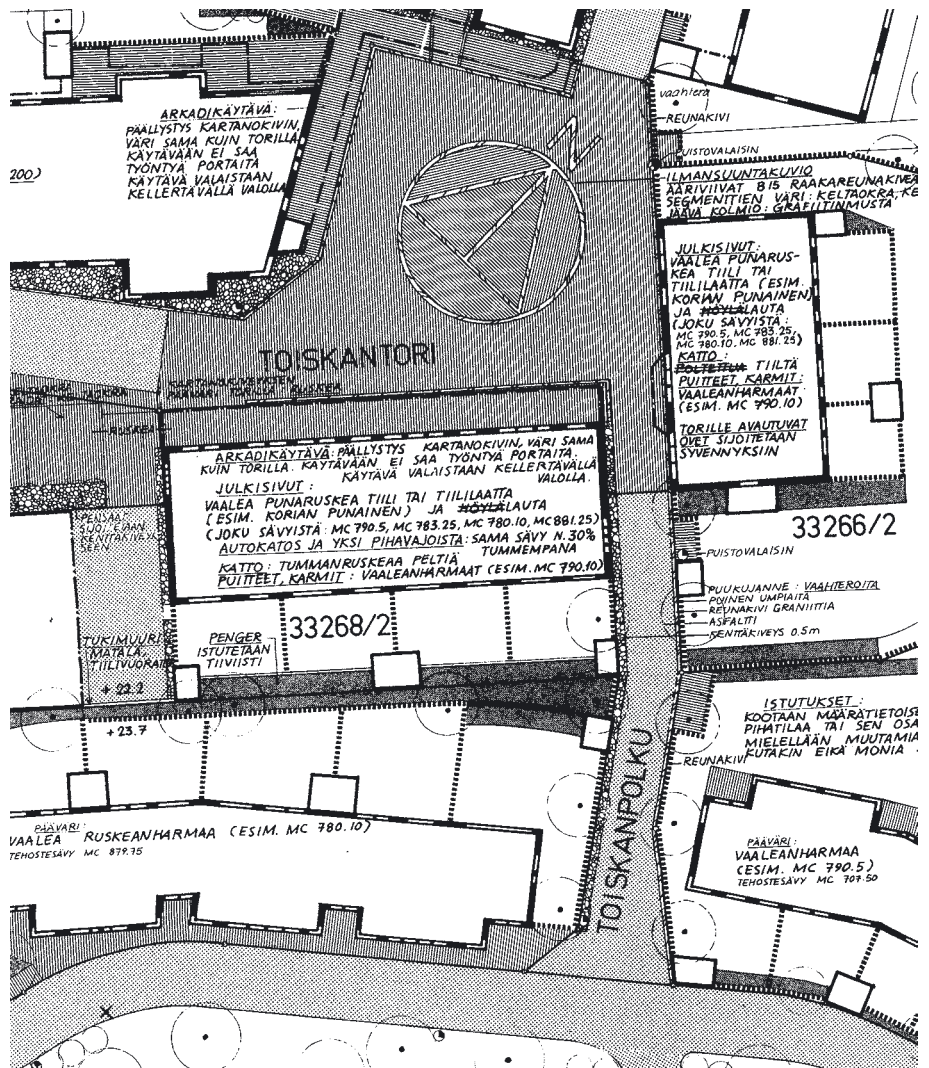 ARKADIKÄYTÄVÄ:
PÄÄLLYSTYS KARTANOKIVIN,
VÄRI SAMA KUIN TORILLA
KÄYTÄVÄÄN EI SAA
TYÖNTYÄ PORTAITA
KÄYTÄVÄ VALAISTAAN
KELLERTÄVÄLLÄ VALOLLA
200)
N
vaahtera
REUNAKIVI
PUISTOVALAISIN
ILMANSUUNTAKUVIO
ÄÄRIVIIVAT B15 RAAKAREUNAKIVEÄ
SEGMENTTIEN VÄRI: KELTAOKRA, KE
JÄÄVÄ KOLMIO: GRAFIITINMUSTA
JULKISIVUT:
VAALEA PUNARUS-
KEA TIILI TAI
TIILILAATTA (ESIM.
KORIAN PUNAINEN)
JA HÖYLÄLAUTA
(JOKU SÄVYISTÄ:
MC 790.5, MC 783.25,
MC 780.10, MC 881.25)
KATTO:
POLTETTUA TIILTÄ
PUITTEET, KARMIT:
VAALEANHARMAAT
(ESIM. MC 790.10)
TORILLE AVAUTUVAT
OVET SIJOITETAAN
SYVENNYKSIIN
TOISKANTORI
PÄÄVÄRI TORILLA RUSKEA
RUSKEA
ARKADIKÄYTÄVÄ: PÄÄLLYSTYS KARTANOKIVIN, VÄRI SAMA
KUIN TORILLA. KÄYTÄVÄÄN EI SAA TYÖNTYÄ PORTAITA.
KÄYTÄVÄ VALAISTAAN KELLERTÄVÄLLÄ
VALOLLA.
JULKISIVUT:
VAALEA PUNARUSKEA TIILI TAI TIILILAATTA
(ESIM. KORIAN PUNAINEN) JA HÖYLÄLAUTA
(JOKU SÄVYISTÄ: MC 790.5, MC 783.25, MC 780.10, MC 881.25)
AUTOKATOS JA YKSI PIHAVAJOISTA: SAMA SÄVY N. 30%
TUMMEMPANA
KATTO: TUMMANRUSKEAA PELTIÄ
PUITTEET, KARMIT: VAALEANHARMAAT (ESIM. MC 790.10)
PENSAI
33266/2
PUISTOVALAISIN
PUUKUJANNE: VAAHTEROITA
REUNAKIVI GRANIITTIA
ASFALTTI
KENTTÄKIVEYS 0.5m
33268/2
TUKIMUURI
MATALA,
TIILIVUORATTU
+22.2
PENGER
ISTUTETAAN
TIIVIISTI
+23.7
ISTUTUKSET:
KOOTAAN MÄÄRÄTIETOISE
PIHATILAA TAI SEN OSA
MIELELLÄÄN MUUTAMIA
KUTAKIN EIKÄ MONIA
REUNAKIVI
TOISKANPOLKU
PÄÄVÄRI:
VAALEA RUSKEANHARMAA (ESIM. MC 780.10)
TEHOSTESÄVY MC 879.75
PÄÄVÄRI:
VAALEANHARMAA
(ESIM. MC 790.5)
TEHOSTESÄVY MC 707.50